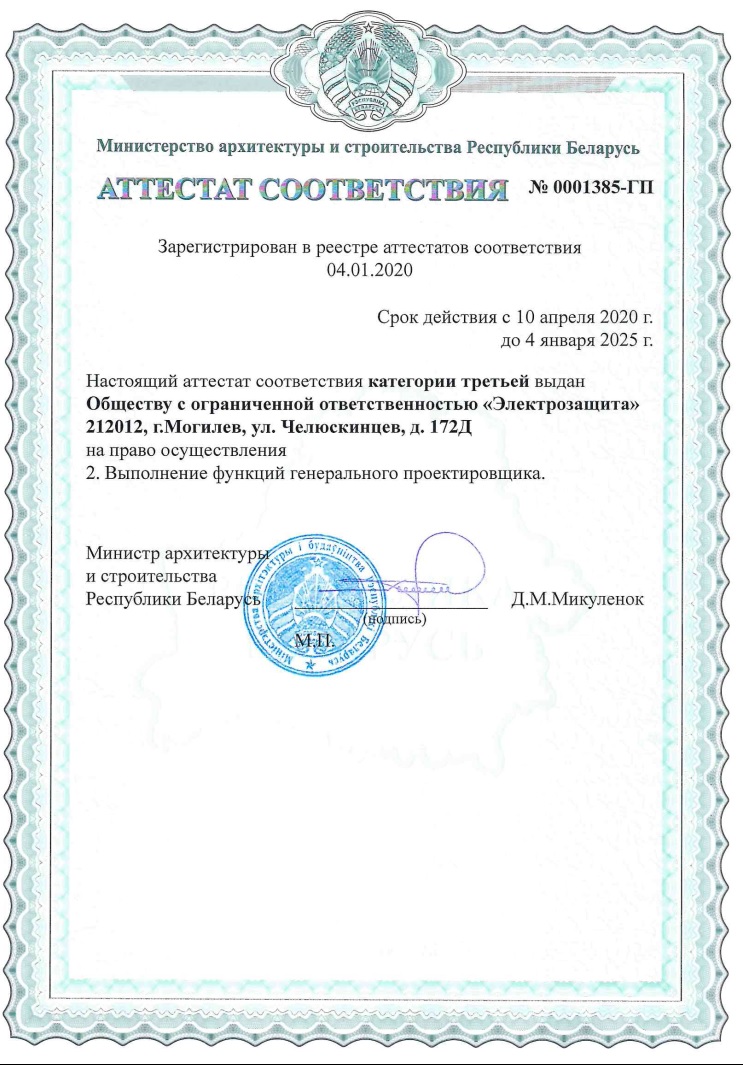 РЭСПУБЛІКА
БЕЛАРУСЬ
Министерство архитектуры и строительства Республики Беларусь
АТТЕСТАТ СООТВЕТСТВИЯ № 0001385-ГП
Зарегистрирован в реестре аттестатов соответствия
04.01.2020
Срок действия с 10 апреля 2020 г.
до 4 января 2025 г.
Настоящий аттестат соответствия категории третьей выдан
Обществу с ограниченной ответственностью «Электрозащита»
212012, г.Могилев, ул. Челюскинцев, д. 172Д
на право осуществления
2. Выполнение функций генерального проектировщика.
Министр архитектуры
и строительства
Республики Беларусь Д.М.Микуленок
(подпись)
М.П.
Міністэрства архітэктуры і будаўніцтва Рэспублікі Беларусь